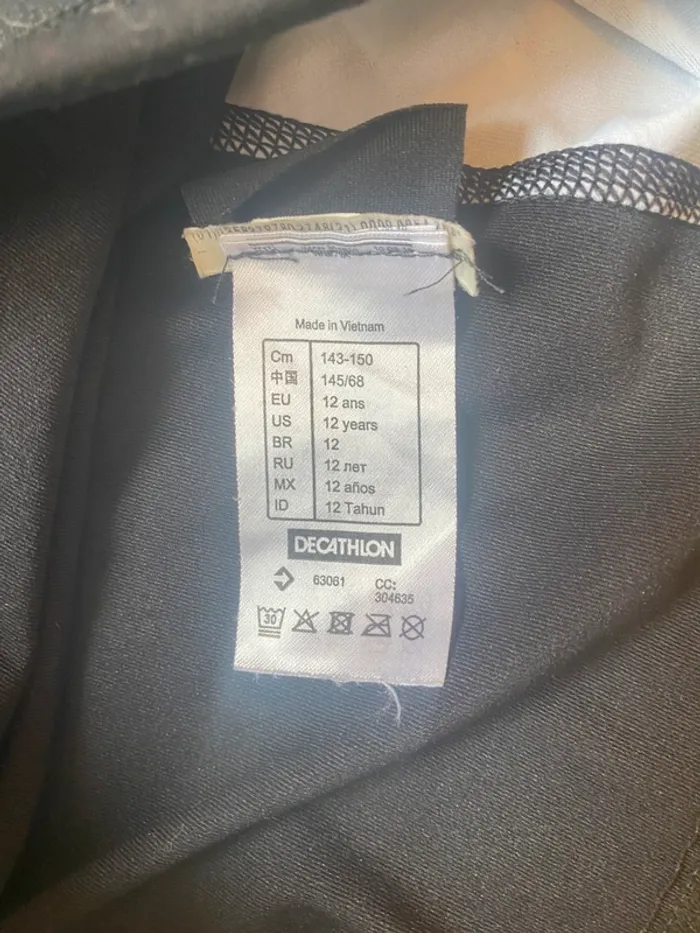 Made in Vietnam
Cm 143-150
中国 145/68
EU 12 ans
US 12 years
BR 12
RU 12 лет
MX 12 años
ID 12 Tahun
DECATHLON
63061 CC:
304635
30